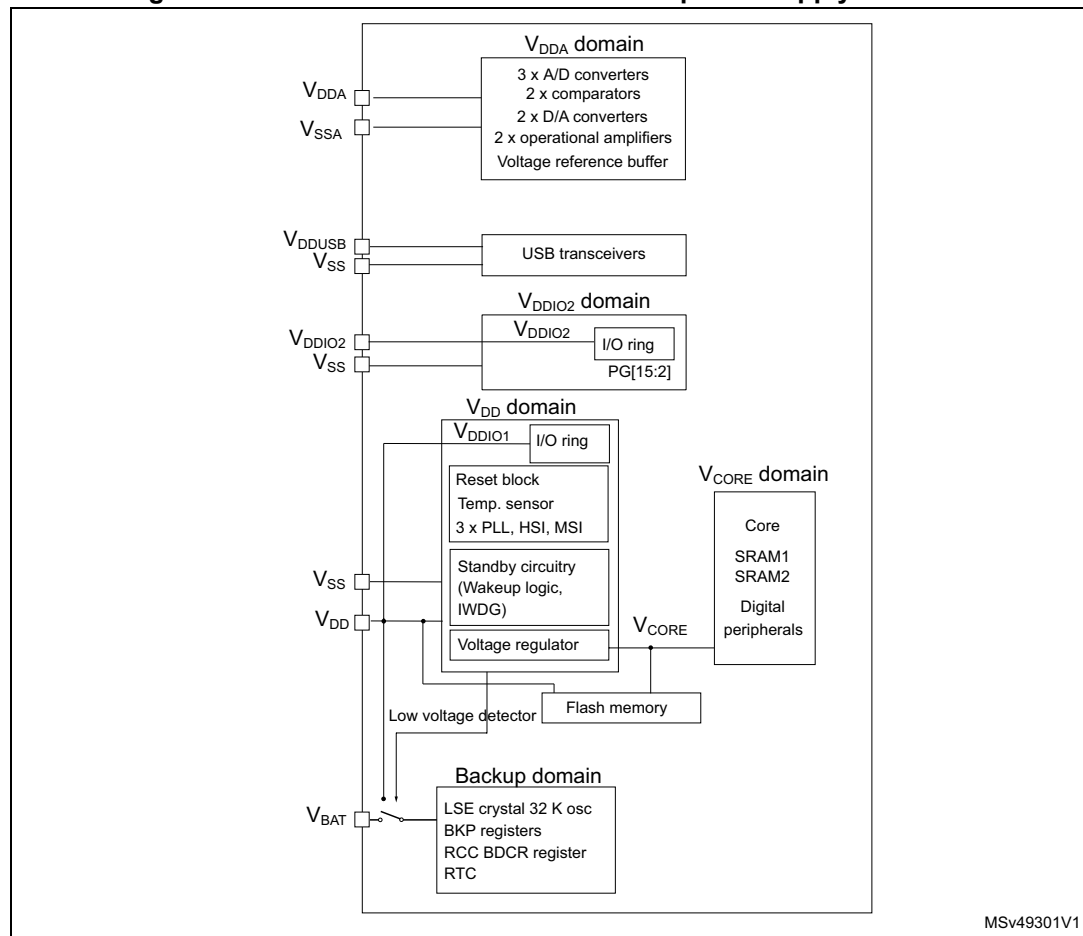 VDDA domain
VDDA
VSSA
3 x A/D converters
2 x comparators
2 x D/A converters
2 x operational amplifiers
Voltage reference buffer
VDDUSB
VSS
USB transceivers
VDDIO2 domain
VDDIO2
VSS
VDDIO2
I/O ring
PG[15:2]
VDD domain
VDDIO1
I/O ring
Reset block
Temp. sensor
3 x PLL, HSI, MSI
VSS
VDD
Standby circuitry
(Wakeup logic,
IWDG)
Voltage regulator
VCORE
VCORE domain
Core
SRAM1
SRAM2
Digital
peripherals
Flash memory
Low voltage detector
Backup domain
VBAT
LSE crystal 32 K osc
BKP registers
RCC BDCR register
RTC
MSv49301V1